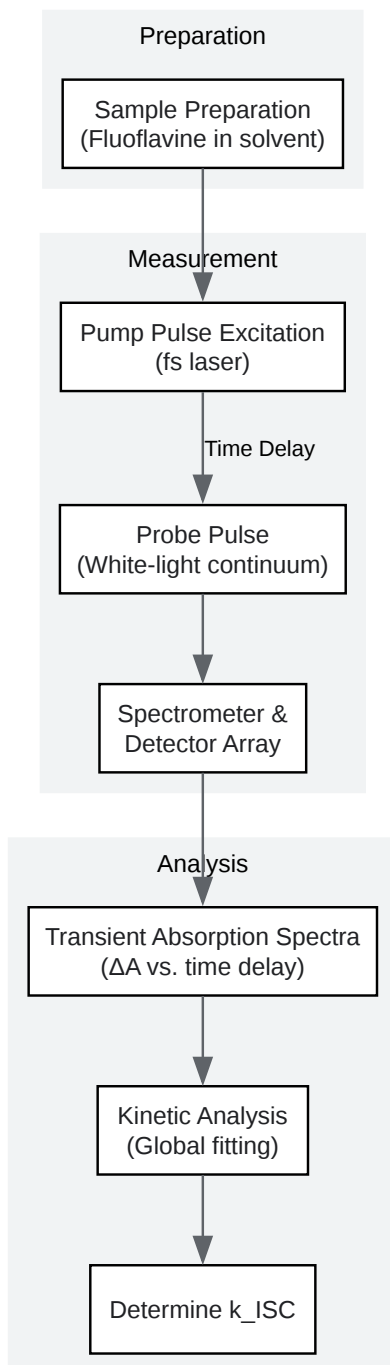 Preparation
Sample Preparation
(Fluoflavine in solvent)
Measurement
Pump Pulse Excitation
(fs laser)
Time Delay
Probe Pulse
(White-light continuum)
Spectrometer &
Detector Array
Analysis
Transient Absorption Spectra
(ΔA vs. time delay)
Kinetic Analysis
(Global fitting)
Determine k_ISC